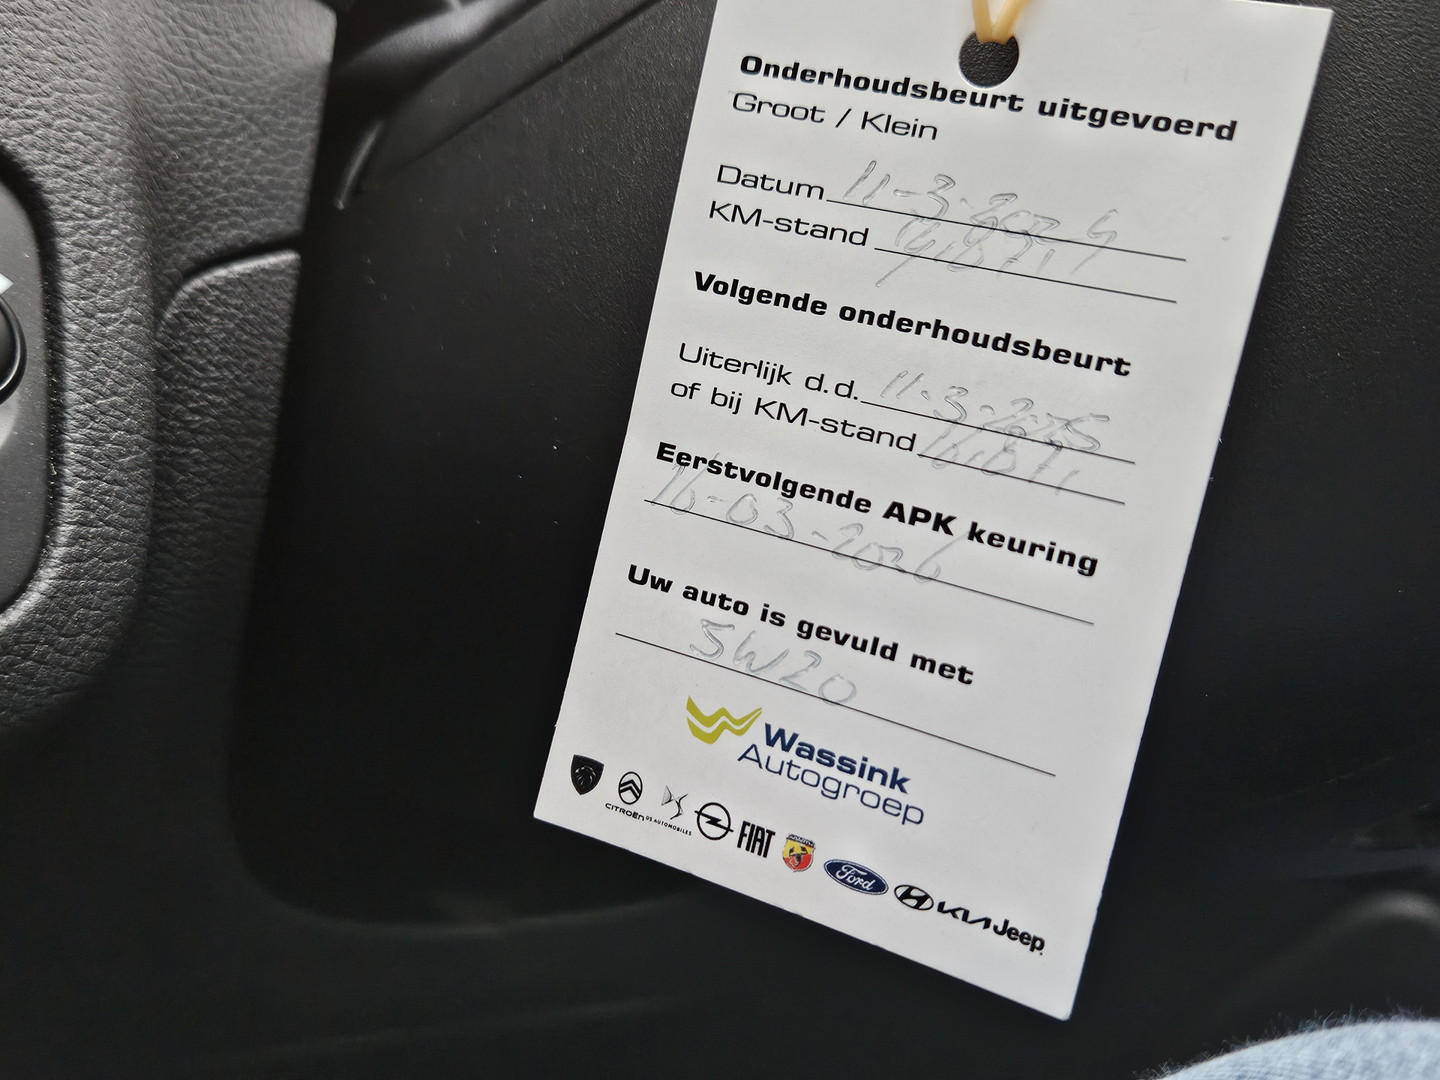 Onderhoudsbeurt uitgevoerd
Groot / Klein
Datum 11-3-2024
KM-stand
Volgende onderhoudsbeurt
Uiterlijk d.d. 11-3-2025
of bij KM-stand
Eerstvolgende APK keuring
16-03-2026
Uw auto is gevuld met
5W20
Wassink
Autogroep
CITROËN DS AUTOMOBILES FIAT ABARTH Ford KIA Jeep